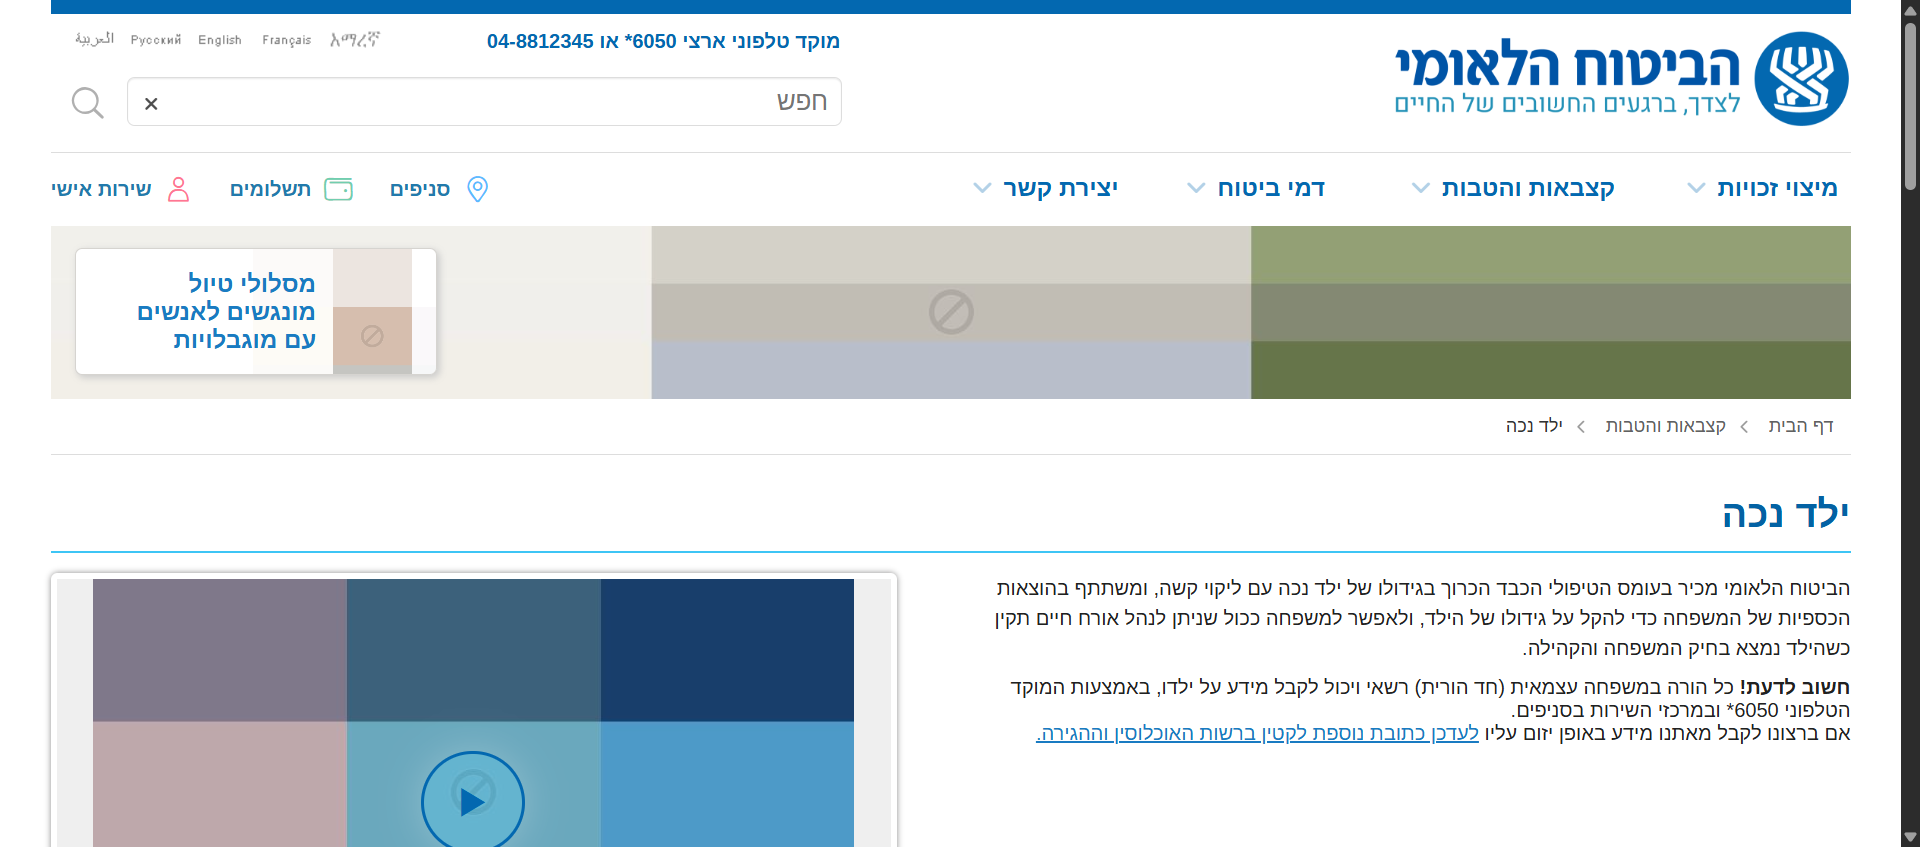 הביטוח הלאומי
לצדך, ברגעים החשובים של החיים
מוקד טלפוני ארצי 6050* או 04-8812345
አማረኛ Français English Русский العربية
חפש
מיצוי זכויות
קצבאות והטבות
דמי ביטוח
יצירת קשר
סניפים
תשלומים
שירות אישי
מסלולי טיול
מונגשים לאנשים
עם מוגבלויות
דף הבית
קצבאות והטבות
ילד נכה
ילד נכה
הביטוח הלאומי מכיר בעומס הטיפולי הכבד הכרוך בגידולו של ילד נכה עם ליקוי קשה, ומשתתף בהוצאות
הכספיות של המשפחה כדי להקל על גידולו של הילד, ולאפשר למשפחה ככול שניתן לנהל אורח חיים תקין
כשהילד נמצא בחיק המשפחה והקהילה.
חשוב לדעת! כל הורה במשפחה עצמאית (חד הורית) רשאי ויכול לקבל מידע על ילדו, באמצעות המוקד
הטלפוני 6050* ובמרכזי השירות בסניפים.
אם ברצונו לקבל מאתנו מידע באופן יזום עליו לעדכן כתובת נוספת לקטין ברשות האוכלוסין וההגירה.